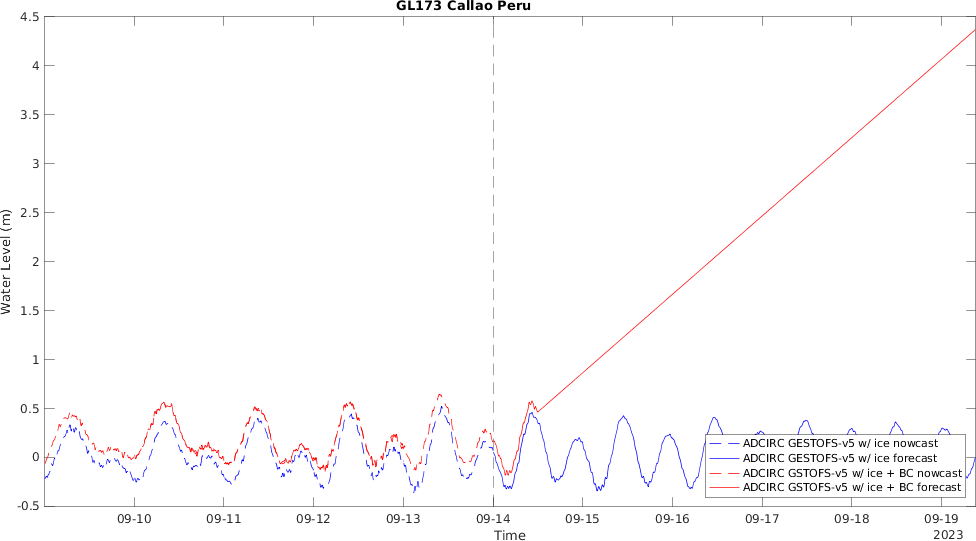 GL173 Callao Peru
4.5
4
3.5
3
2.5
2
1.5
1
0.5
0
-0.5
Water Level (m)
ADCIRC GESTOFS-v5 w/ ice nowcast
ADCIRC GESTOFS-v5 w/ ice forecast
ADCIRC GSTOFS-v5 w/ ice + BC nowcast
ADCIRC GSTOFS-v5 w/ ice + BC forecast
09-10 09-11 09-12 09-13 09-14 09-15 09-16 09-17 09-18 09-19
Time 2023